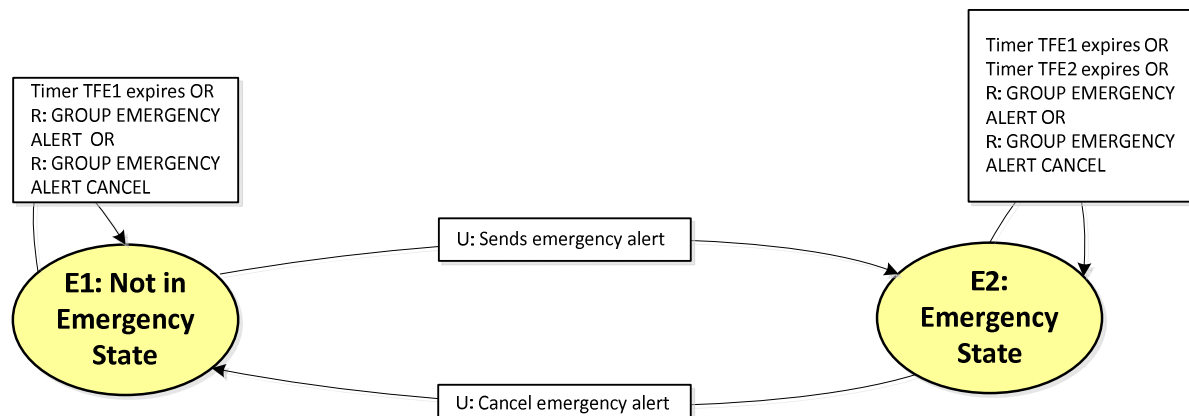 Timer TFE1 expires OR
R: GROUP EMERGENCY
ALERT OR
R: GROUP EMERGENCY
ALERT CANCEL
Timer TFE1 expires OR
Timer TFE2 expires OR
R: GROUP EMERGENCY
ALERT OR
R: GROUP EMERGENCY
ALERT CANCEL
U: Sends emergency alert
E1: Not in
Emergency
State
E2:
Emergency
State
U: Cancel emergency alert